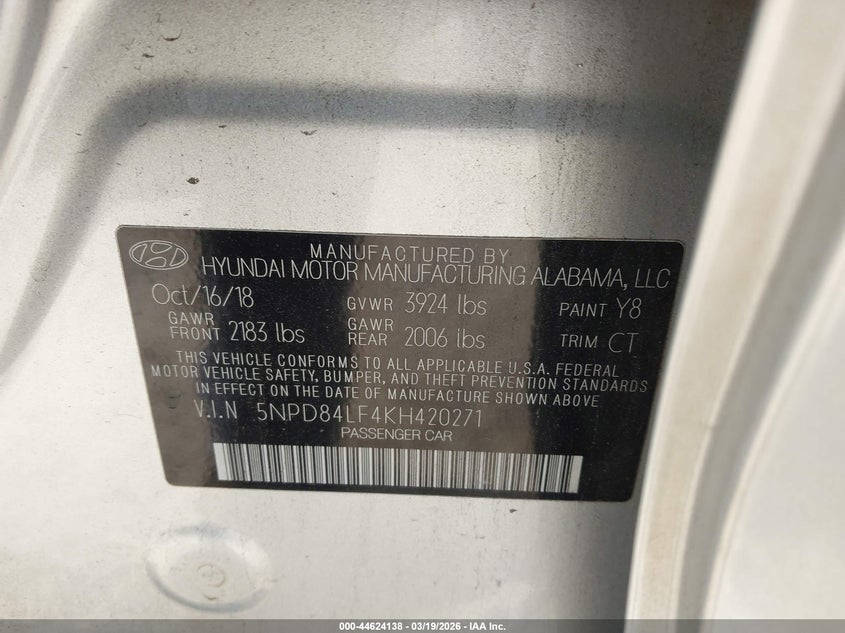 MANUFACTURED BY
HYUNDAI MOTOR MANUFACTURING ALABAMA, LLC
Oct/16/18 GVWR 3924 lbs PAINT Y8
GAWR FRONT 2183 lbs GAWR REAR 2006 lbs TRIM CT
THIS VEHICLE CONFORMS TO ALL APPLICABLE U.S.A. FEDERAL
MOTOR VEHICLE SAFETY, BUMPER, AND THEFT PREVENTION STANDARDS
IN EFFECT ON THE DATE OF MANUFACTURE SHOWN ABOVE
V.I.N 5NPD84LF4KH420271
PASSENGER CAR
000-44624138 - 03/19/2026 - IAA Inc.